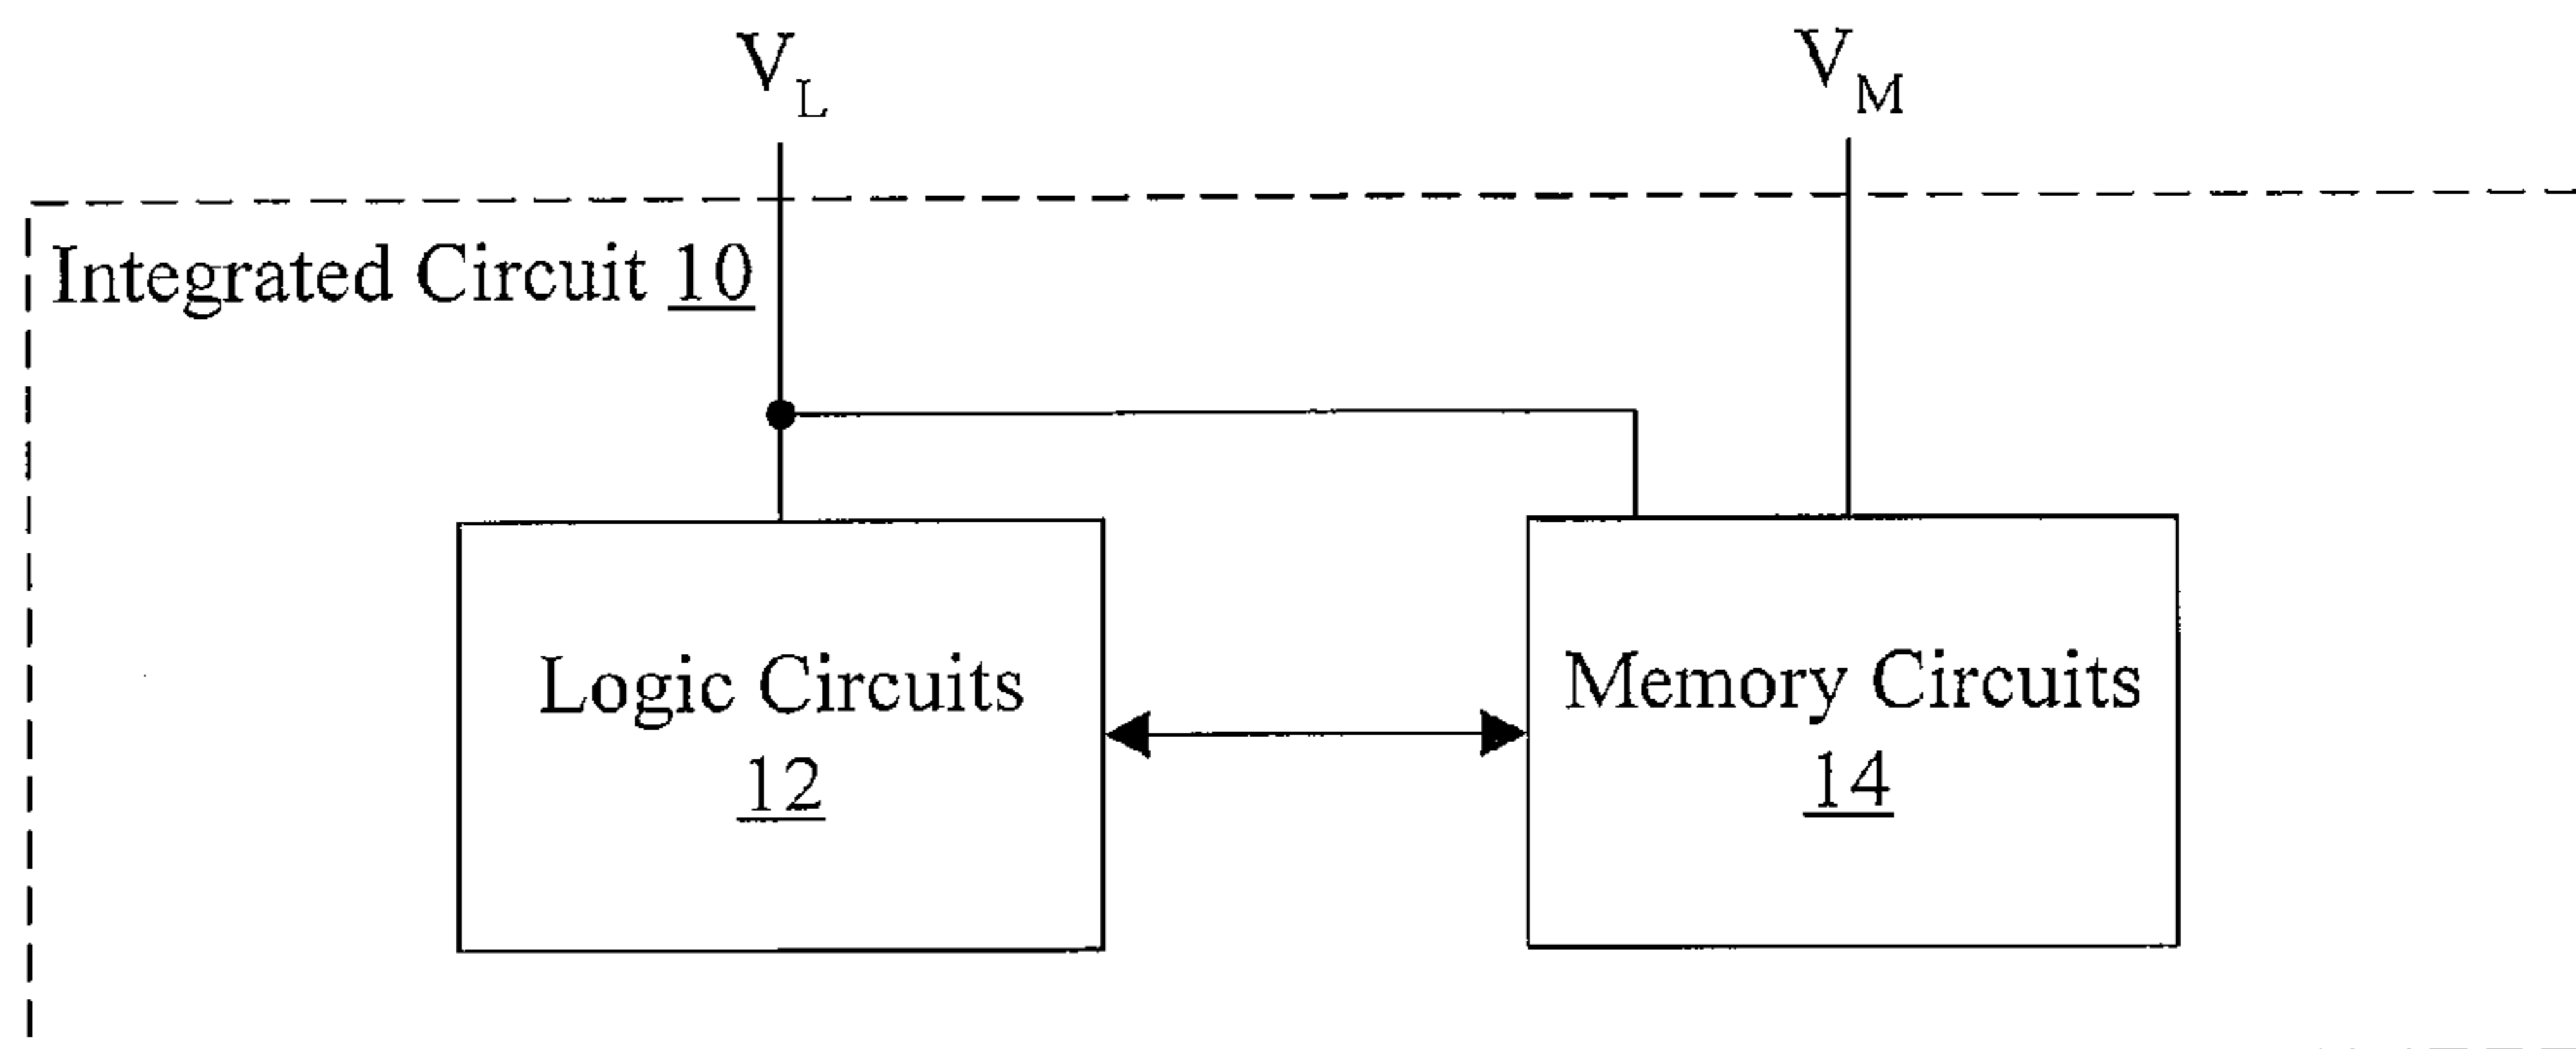 V_L
V_M
Integrated Circuit 10
Logic Circuits
12
Memory Circuits
14